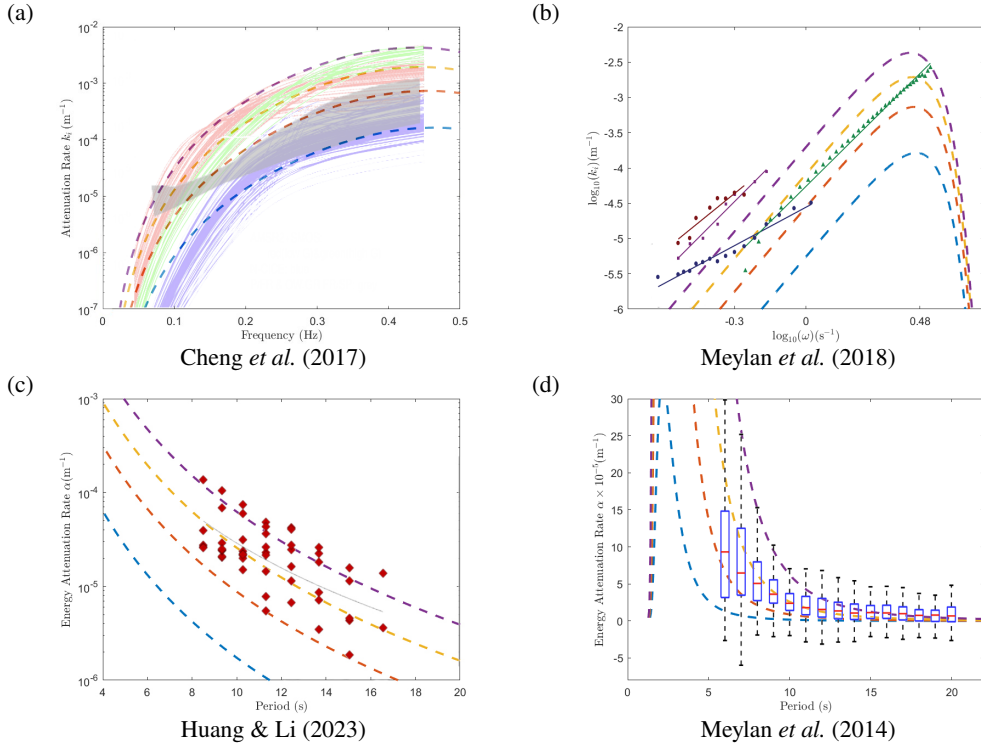 (a)
10^-2
10^-3
10^-4
10^-5
10^-6
10^-7
Attenuation Rate k_i (m^-1)
0 0.1 0.2 0.3 0.4 0.5
Frequency (Hz)
Cheng et al. (2017)
(b)
-2
-2.5
-3
-3.5
-4
-4.5
-5
-5.5
-6
log_10(k_i)(m^-1)
-0.3 0 0.48
log_10(ω)(s^-1)
Meylan et al. (2018)
(c)
10^-3
10^-4
10^-5
10^-6
Energy Attenuation Rate α(m^-1)
4 6 8 10 12 14 16 18 20
Period (s)
Huang & Li (2023)
(d)
30
25
20
15
10
5
0
-5
Energy Attenuation Rate α × 10^-5(m^-1)
0 5 10 15 20
Period (s)
Meylan et al. (2014)